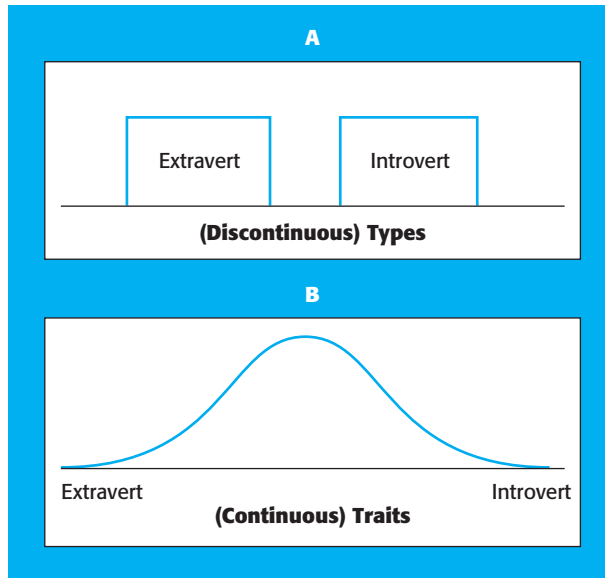 A
Extravert Introvert
(Discontinuous) Types
B
Extravert Introvert
(Continuous) Traits